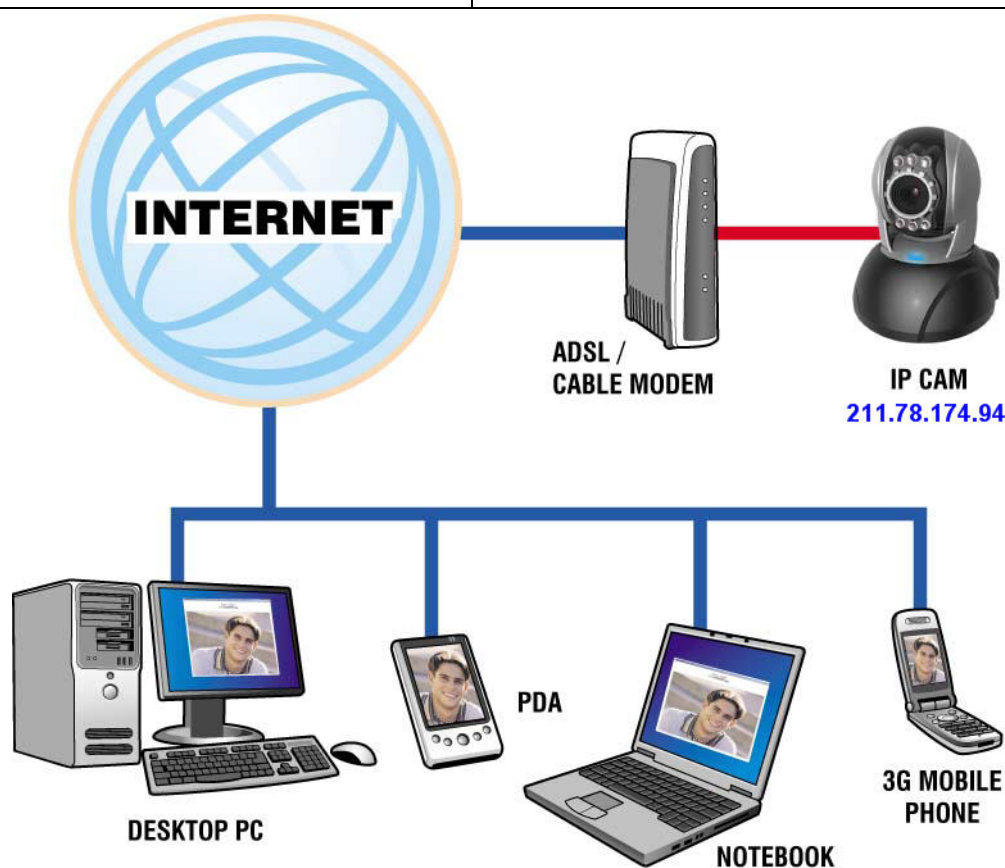 INTERNET
ADSL /
CABLE MODEM
IP CAM
211.78.174.94
PDA
3G MOBILE
PHONE
DESKTOP PC
NOTEBOOK